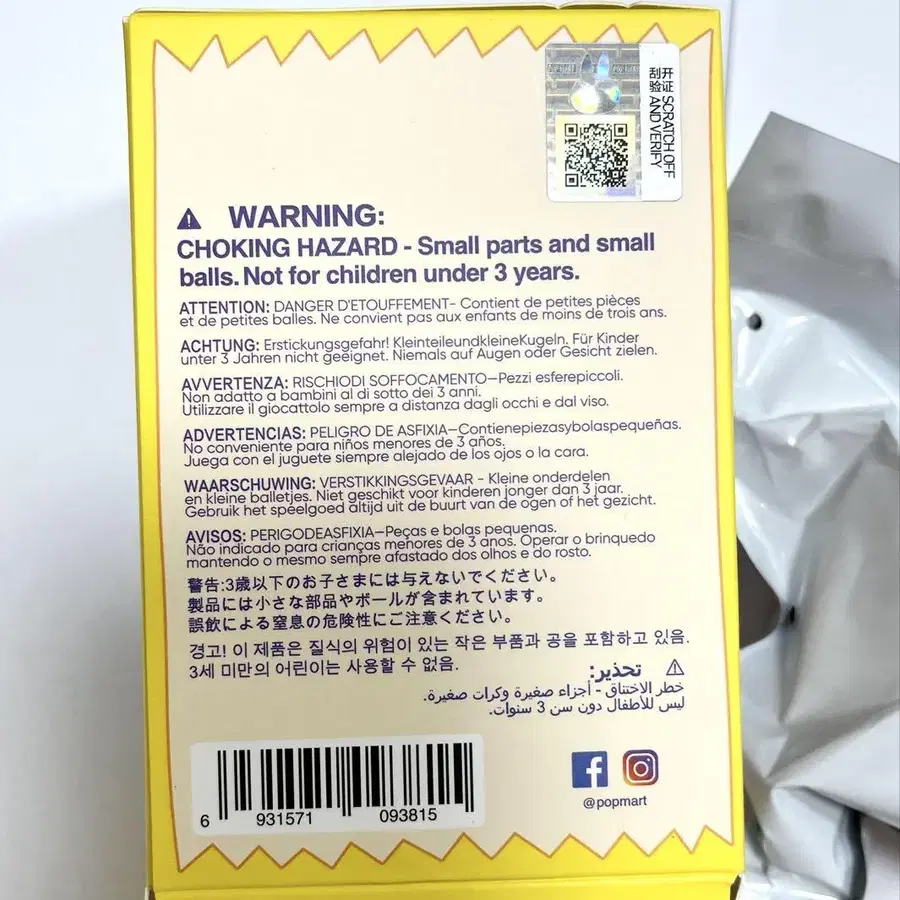 开证 SCRATCH OFF
刮验 AND VERIFY
WARNING:
CHOKING HAZARD - Small parts and small
balls. Not for children under 3 years.
ATTENTION: DANGER D'ETOUFFEMENT- Contient de petites pièces
et de petites balles. Ne convient pas aux enfants de moins de trois ans.
ACHTUNG: Erstickungsgefahr! KleinteileundkleineKugeln. Für Kinder
unter 3 Jahren nicht geeignet. Niemals auf Augen oder Gesicht zielen.
AVVERTENZA: RISCHIODI SOFFOCAMENTO—Pezzi esferepiccoli.
Non adatto a bambini al di sotto dei 3 anni.
Utilizzare il giocattolo sempre a distanza dagli occhi e dal viso.
ADVERTENCIAS: PELIGRO DE ASFIXIA—Contienepiezasybolaspequeñas.
No conveniente para niños menores de 3 años.
Juega con el juguete siempre alejado de los ojos o la cara.
WAARSCHUWING: VERSTIKKINGSGEVAAR - Kleine onderdelen
en kleine balletjes. Niet geschikt voor kinderen jonger dan 3 jaar.
Gebruik het speelgoed altijd uit de buurt van de ogen of het gezicht.
AVISOS: PERIGODEASFIXIA—Peças e bolas pequenas.
Não indicado para crianças menores de 3 anos. Operar o brinquedo
mantendo o mesmo sempre afastado dos olhos e do rosto.
警告:3歳以下のお子さまには与えないでください。
製品には小さな部品やボールが含まれています。
誤飲による窒息の危険性にご注意ください。
경고! 이 제품은 질식의 위험이 있는 작은 부품과 공을 포함하고 있음.
3세 미만의 어린이는 사용할 수 없음.
تحذير:
خطر الاختناق - أجزاء صغيرة وكرات صغيرة.
ليس للأطفال دون سن 3 سنوات.
6 931571 093815
@popmart